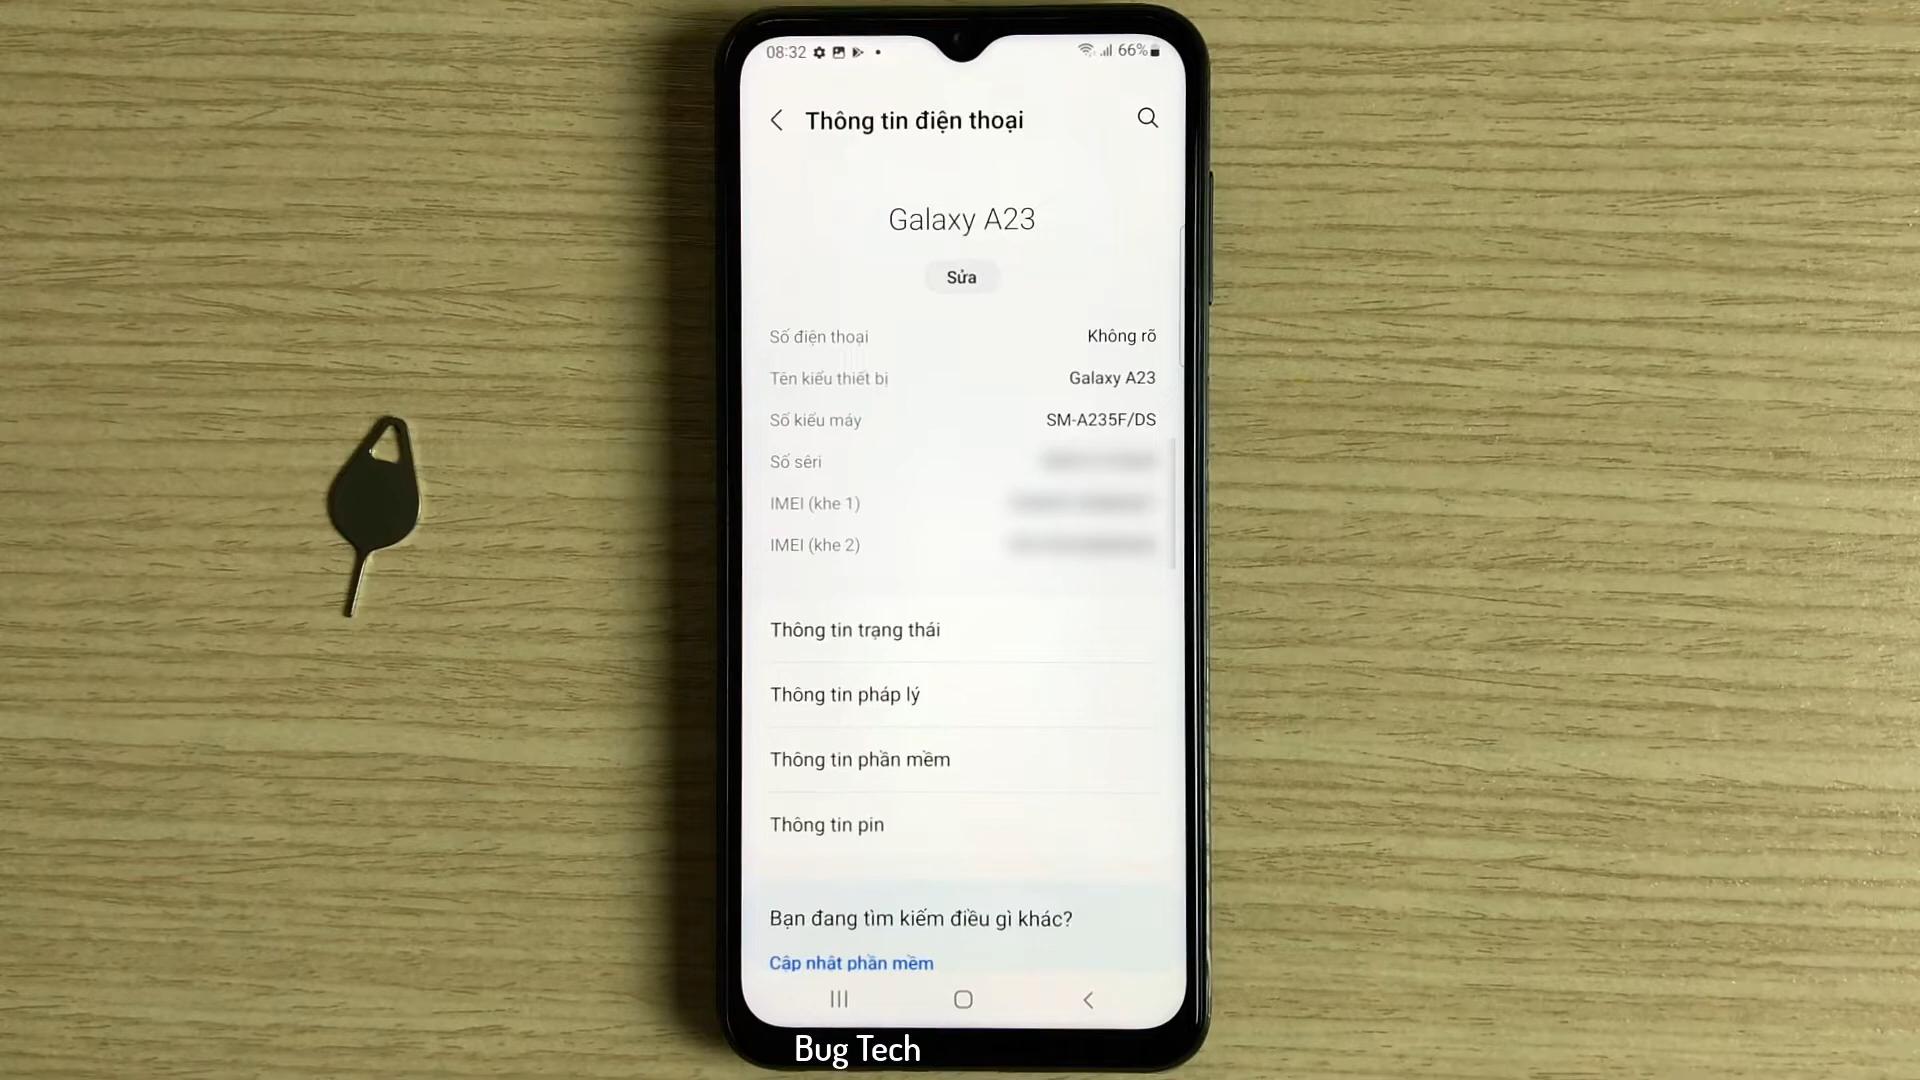 08:32
66%
Thông tin điện thoại
Galaxy A23
Sửa
Số điện thoại Không rõ
Tên kiểu thiết bị Galaxy A23
Số kiểu máy SM-A235F/DS
Số sêri
IMEI (khe 1)
IMEI (khe 2)
Thông tin trạng thái
Thông tin pháp lý
Thông tin phần mềm
Thông tin pin
Bạn đang tìm kiếm điều gì khác?
Cập nhật phần mềm
Bug Tech